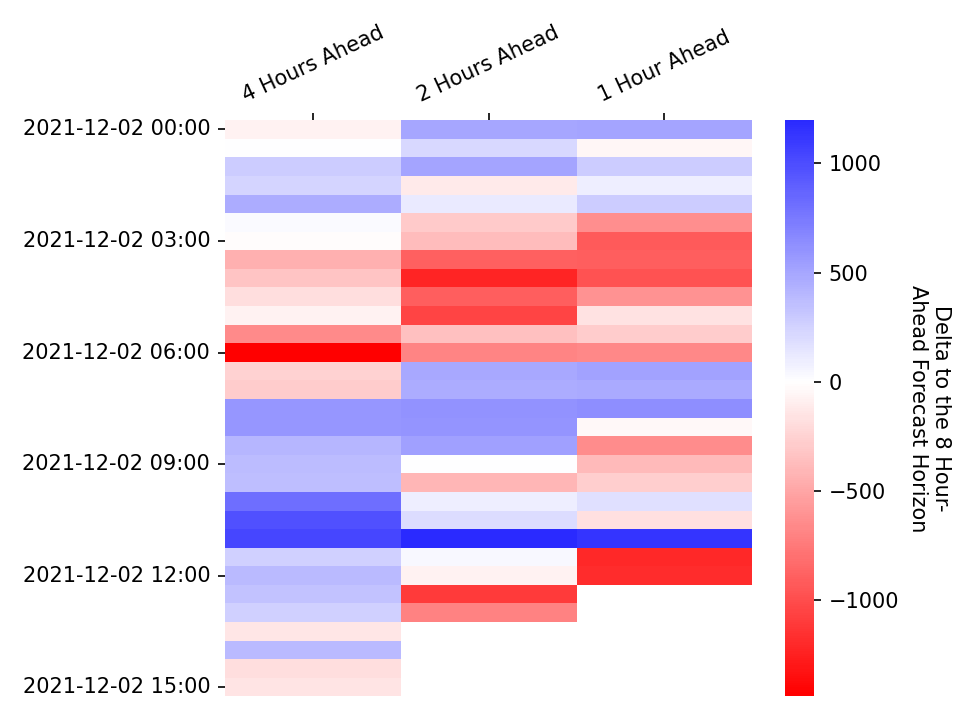 4 Hours Ahead
2 Hours Ahead
1 Hour Ahead
2021-12-02 00:00
2021-12-02 03:00
2021-12-02 06:00
2021-12-02 09:00
2021-12-02 12:00
2021-12-02 15:00
1000
500
0
−500
−1000
Delta to the 8 Hour-
Ahead Forecast Horizon